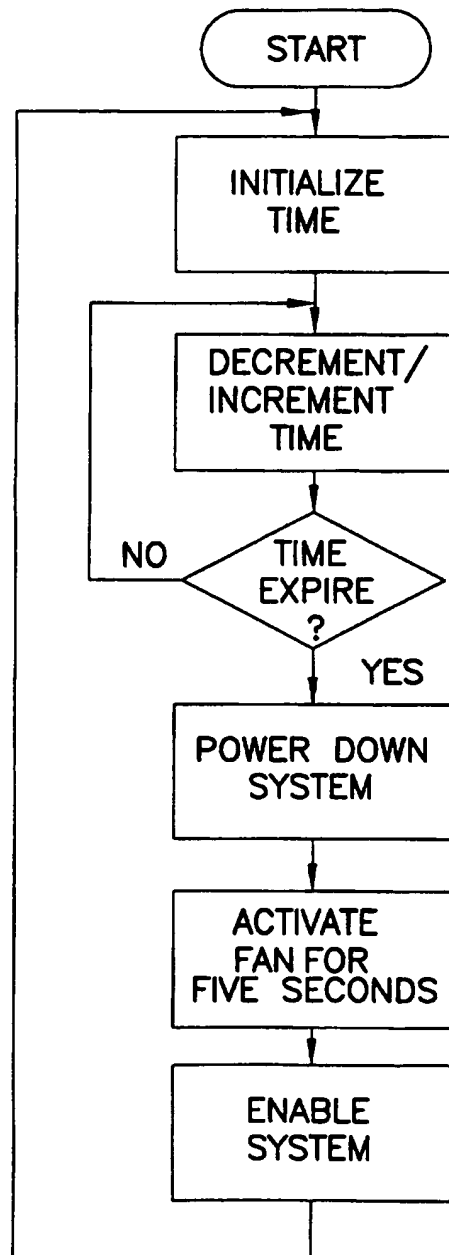 START
INITIALIZE
TIME
DECREMENT/
INCREMENT
TIME
TIME
EXPIRE
?
NO
YES
POWER DOWN
SYSTEM
ACTIVATE
FAN FOR
FIVE SECONDS
ENABLE
SYSTEM